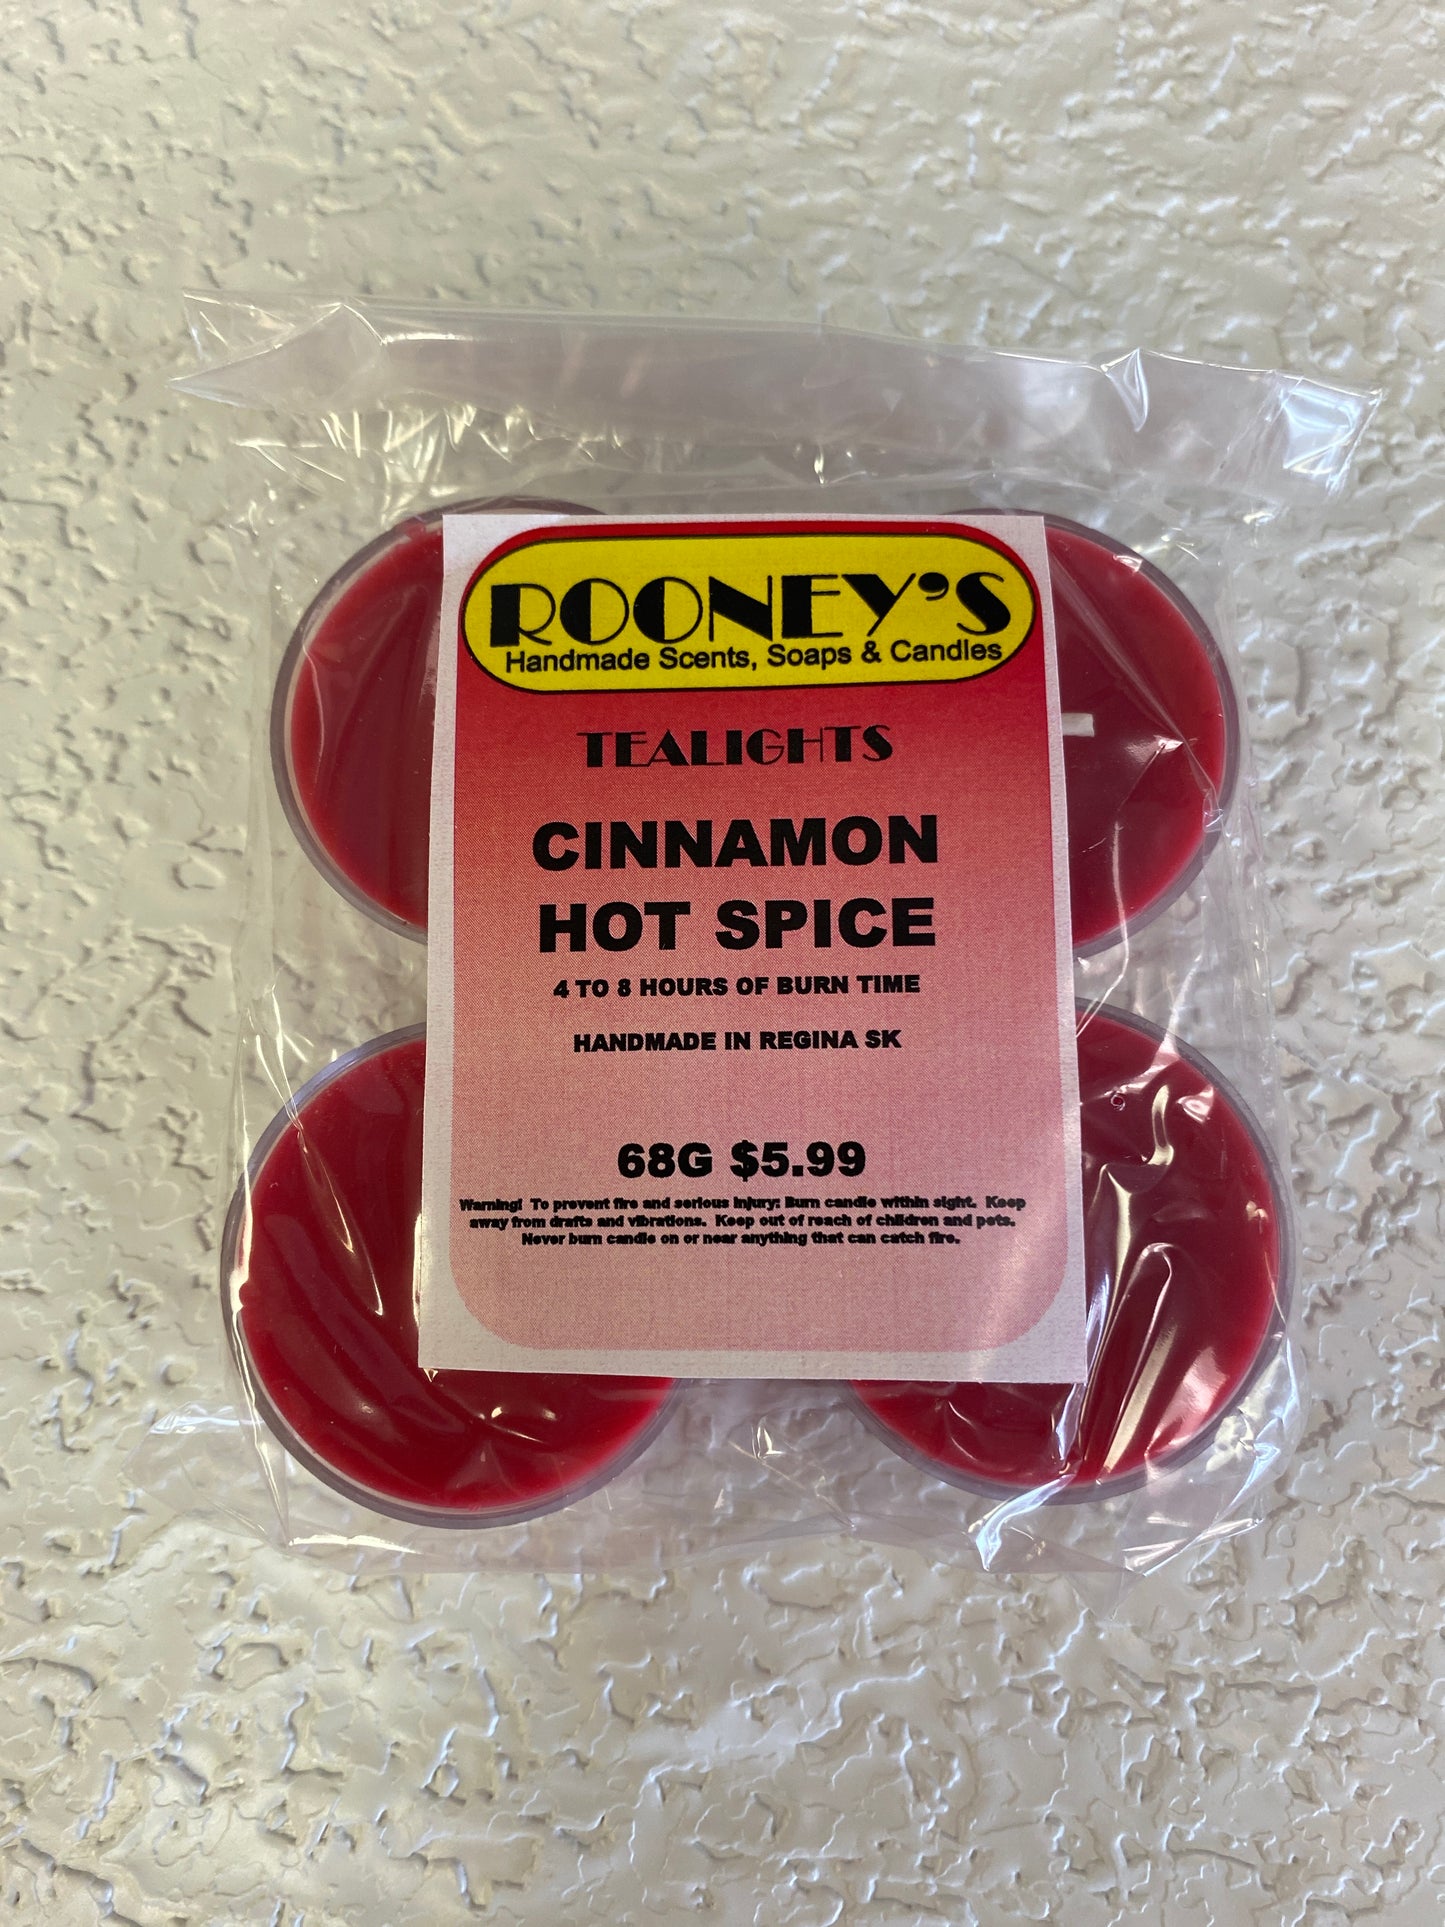 ROONEY'S
Handmade Scents, Soaps & Candles
TEALIGHTS
CINNAMON
HOT SPICE
4 TO 8 HOURS OF BURN TIME
HANDMADE IN REGINA SK
68G $5.99
Warning! To prevent fire and serious injury: Burn candle within sight. Keep
away from drafts and vibrations. Keep out of reach of children and pets.
Never burn candle on or near anything that can catch fire.